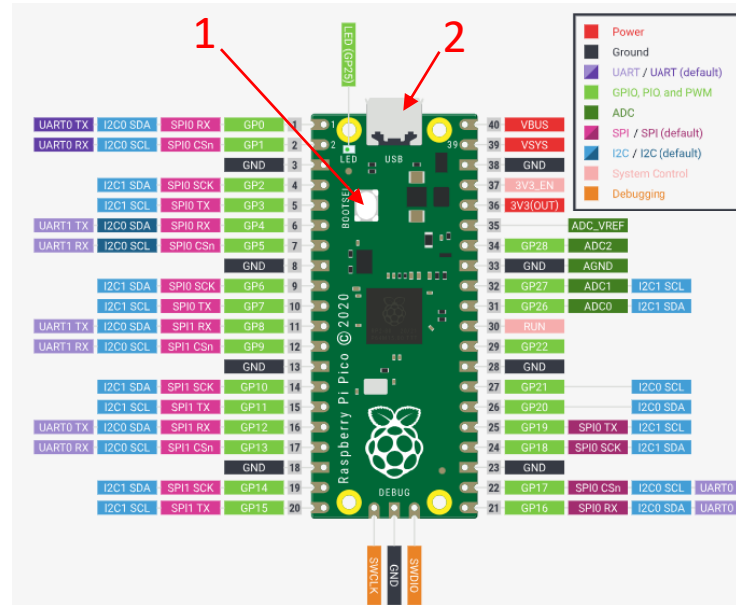 1
2
LED (GP25)
Power
Ground
UART / UART (default)
GPIO, PIO, and PWM
ADC
SPI / SPI (default)
I2C / I2C (default)
System Control
Debugging
UART0 TX I2C0 SDA SPI0 RX GP0 1 1
UART0 RX I2C0 SCL SPI0 CSn GP1 2 2
GND 3
I2C1 SDA SPI0 SCK GP2 4
I2C1 SCL SPI0 TX GP3 5
UART1 TX I2C0 SDA SPI0 RX GP4 6
UART1 RX I2C0 SCL SPI0 CSn GP5 7
GND 8
I2C1 SDA SPI0 SCK GP6 9
I2C1 SCL SPI0 TX GP7 10
UART1 TX I2C0 SDA SPI1 RX GP8 11
UART1 RX I2C0 SCL SPI1 CSn GP9 12
GND 13
I2C1 SDA SPI1 SCK GP10 14
I2C1 SCL SPI1 TX GP11 15
UART0 TX I2C0 SDA SPI1 RX GP12 16
UART0 RX I2C0 SCL SPI1 CSn GP13 17
GND 18
I2C1 SDA SPI1 SCK GP14 19
I2C1 SCL SPI1 TX GP15 20
LED USB
BOOTSEL
Raspberry Pi Pico © 2020
DEBUG
40 VBUS
39 39 VSYS
38 GND
37 3V3_EN
36 3V3(OUT)
35 ADC_VREF
34 GP28 ADC2
33 GND AGND
32 GP27 ADC1 I2C1 SCL
31 GP26 ADC0 I2C1 SDA
30 RUN
29 GP22
28 GND
27 GP21 I2C0 SCL
26 GP20 I2C0 SDA
25 GP19 SPI0 TX I2C1 SCL
24 GP18 SPI0 SCK I2C1 SDA
23 GND
22 GP17 SPI0 CSn I2C0 SCL UART0
21 GP16 SPI0 RX I2C0 SDA UART0
SWCLK
GND
SWDIO